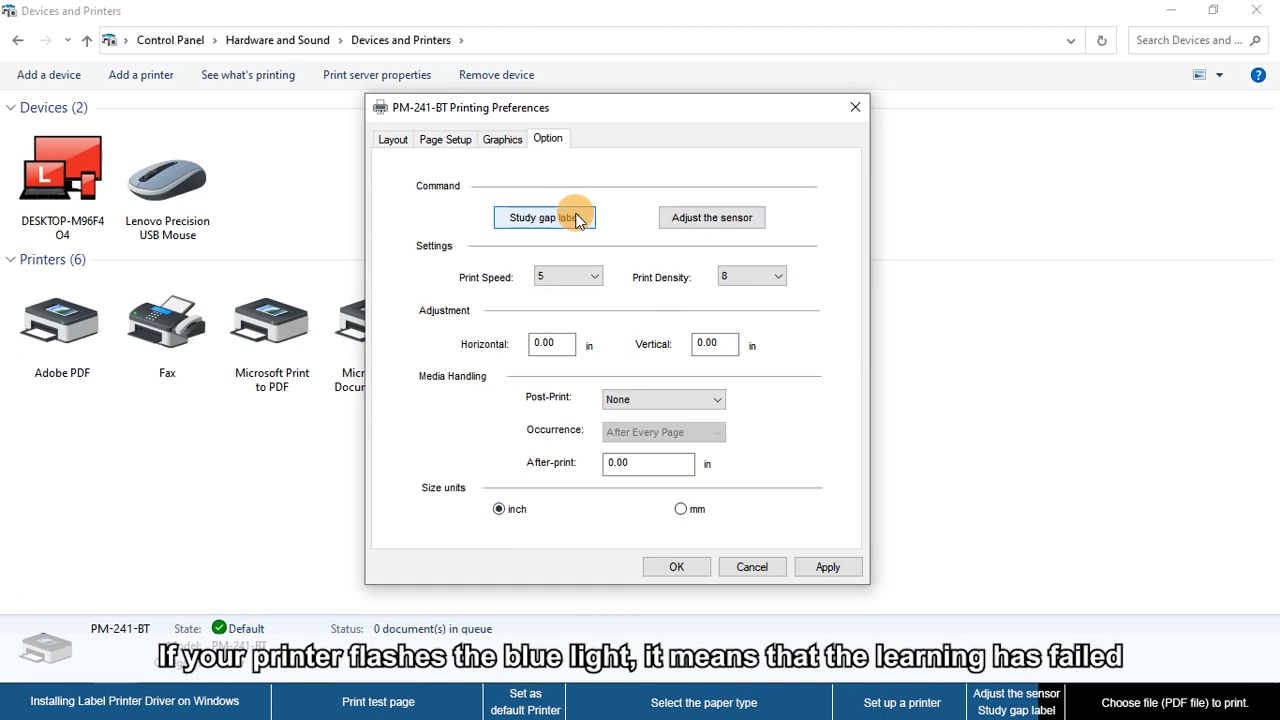 Devices and Printers
Control Panel > Hardware and Sound > Devices and Printers >
Search Devices and ...
Add a device
Add a printer
See what's printing
Print server properties
Remove device
Devices (2)
DESKTOP-M96F4
O4
Lenovo Precision
USB Mouse
Printers (6)
Adobe PDF
Fax
Microsoft Print
to PDF
PM-241-BT Printing Preferences
Layout
Page Setup
Graphics
Option
Command
Study gap label
Adjust the sensor
Settings
Print Speed: 5
Print Density: 8
Adjustment
Horizontal: 0.00 in
Vertical: 0.00 in
Media Handling
Post-Print: None
Occurrence: After Every Page
After-print: 0.00 in
Size units
inch
mm
OK
Cancel
Apply
PM-241-BT
State: Default
Status: 0 document(s) in queue
If your printer flashes the blue light, it means that the learning has failed
Installing Label Printer Driver on Windows
Print test page
Set as
default Printer
Select the paper type
Set up a printer
Adjust the sensor
Study gap label
Choose file (PDF file) to print.